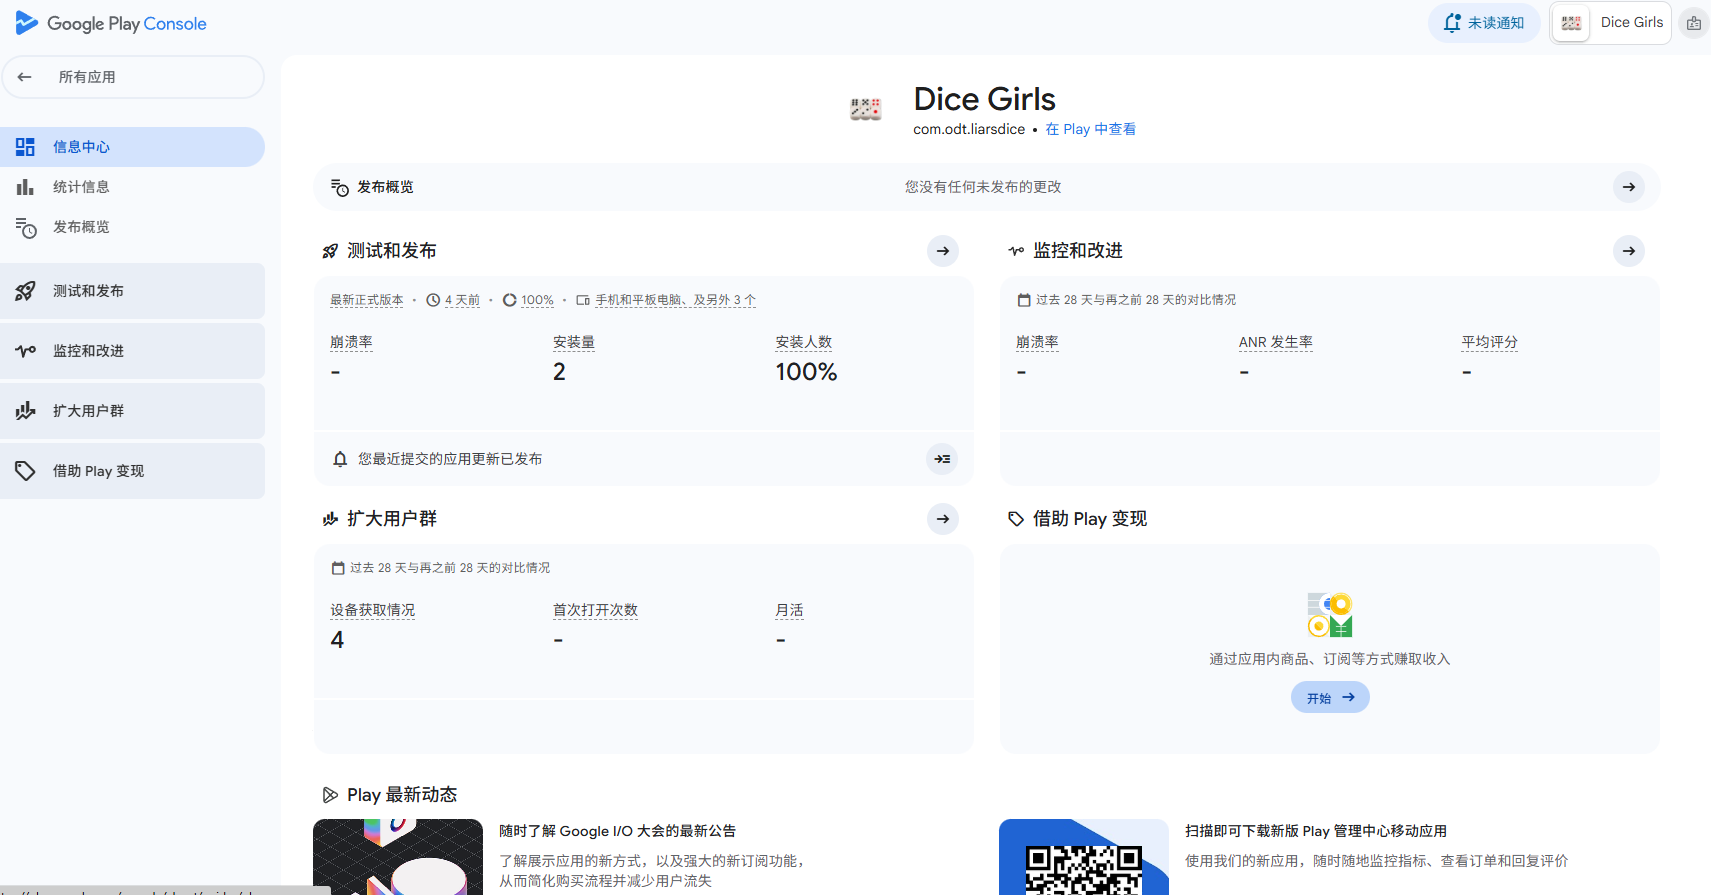 Google Play Console
未读通知
Dice Girls
所有应用
信息中心
统计信息
发布概览
测试和发布
监控和改进
扩大用户群
借助 Play 变现
Dice Girls
com.odt.liarsdice • 在 Play 中查看
发布概览
您没有任何未发布的更改
测试和发布
最新正式版本 • 4 天前 • 100% • 手机和平板电脑、及另外 3 个
崩溃率 安装量 安装人数
- 2 100%
您最近提交的应用更新已发布
监控和改进
过去 28 天与再之前 28 天的对比情况
崩溃率 ANR 发生率 平均评分
- - -
扩大用户群
过去 28 天与再之前 28 天的对比情况
设备获取情况 首次打开次数 月活
4 - -
借助 Play 变现
通过应用内商品、订阅等方式赚取收入
开始
Play 最新动态
随时了解 Google I/O 大会的最新公告
了解展示应用的新方式，以及强大的新订阅功能，
从而简化购买流程并减少用户流失
扫描即可下载新版 Play 管理中心移动应用
使用我们的新应用，随时随地监控指标、查看订单和回复评价